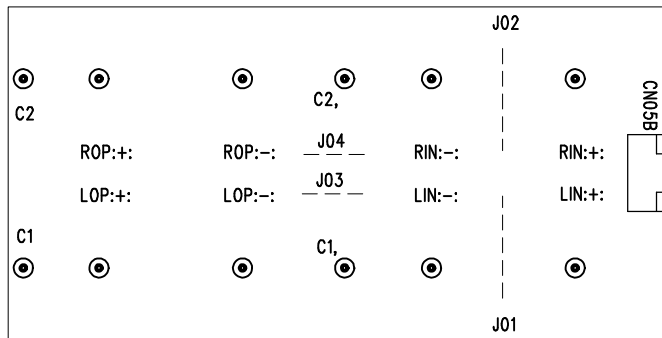 J02
CN05B
C2
C2,
J04
ROP:+: ROP:-: RIN:-: RIN:+:
J03
LOP:+: LOP:-: LIN:-: LIN:+:
C1
C1,
J01